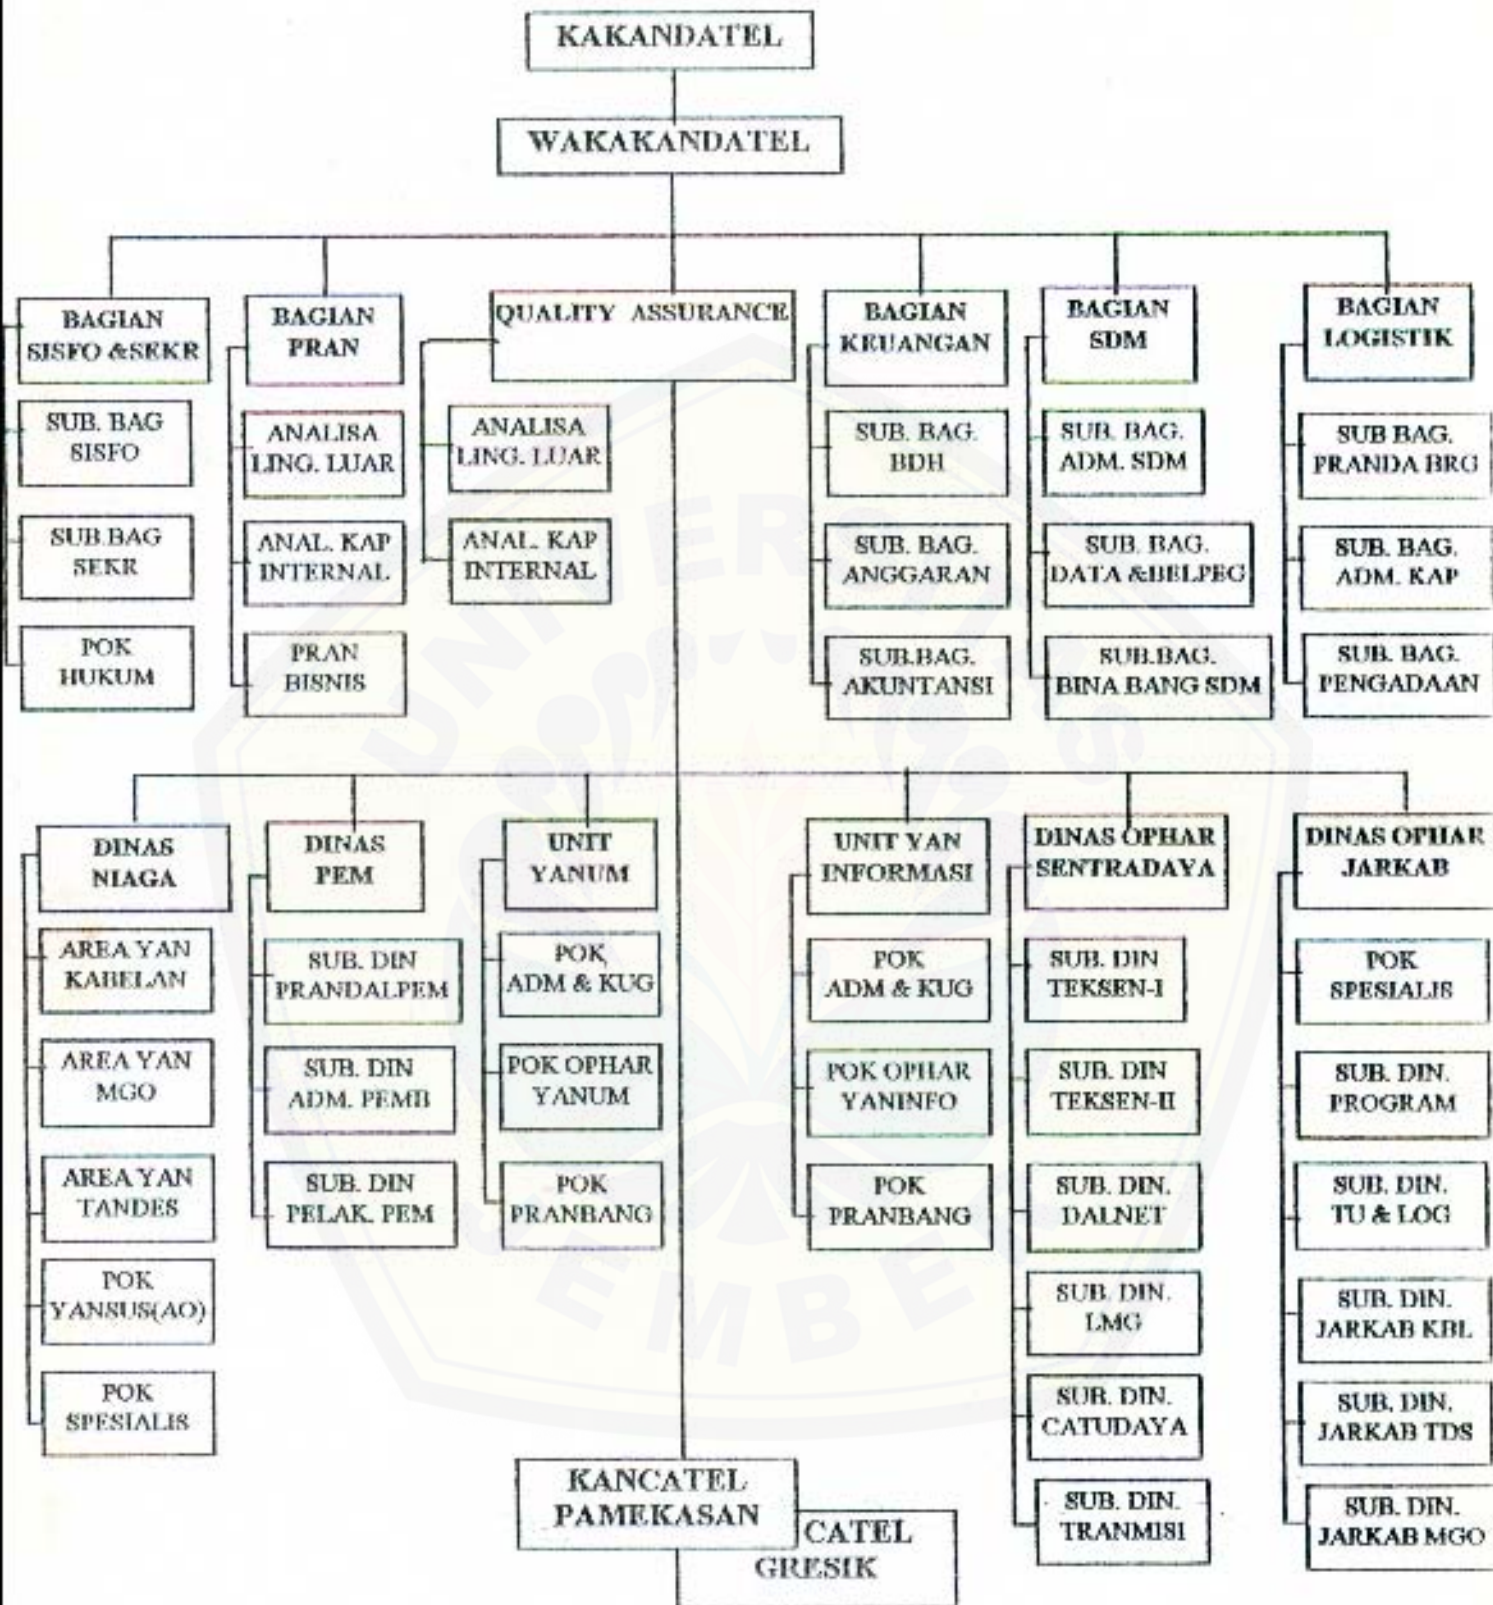 KAKANDATEL
WAKAKANDATEL
BAGIAN
SISFO &SEKR
SUB. BAG
SISFO
SUB.BAG
SEKR
POK
HUKUM
BAGIAN
PRAN
ANALISA
LING. LUAR
ANAL. KAP
INTERNAL
PRAN
BISNIS
QUALITY ASSURANCE
ANALISA
LING. LUAR
ANAL. KAP
INTERNAL
BAGIAN
KEUANGAN
SUB. BAG.
BDH
SUB. BAG.
ANGGARAN
SUB.BAG.
AKUNTANSI
BAGIAN
SDM
SUB. BAG.
ADM. SDM
SUB. BAG.
DATA &BELPEG
SUB.BAG.
BINA BANG SDM
BAGIAN
LOGISTIK
SUB BAG.
PRANDA BRG
SUB. BAG.
ADM. KAP
SUB. BAG.
PENGADAAN
DINAS
NIAGA
AREA YAN
KABELAN
AREA YAN
MGO
AREA YAN
TANDES
POK
YANSUS(AO)
POK
SPESIALIS
DINAS
PEM
SUB. DIN
PRANDALPEM
SUB. DIN
ADM. PEMB
SUB. DIN
PELAK. PEM
UNIT
YANUM
POK
ADM & KUG
POK OPHAR
YANUM
POK
PRANBANG
UNIT YAN
INFORMASI
POK
ADM & KUG
POK OPHAR
YANINFO
POK
PRANBANG
DINAS OPHAR
SENTRADAYA
SUB. DIN
TEKSEN-I
SUB. DIN
TEKSEN-II
SUB. DIN.
DALNET
SUB. DIN.
LMG
SUB. DIN.
CATUDAYA
SUB. DIN.
TRANMISI
DINAS OPHAR
JARKAB
POK
SPESIALIS
SUB. DIN.
PROGRAM
SUB. DIN.
TU & LOG
SUB. DIN.
JARKAB KBL
SUB. DIN.
JARKAB TDS
SUB. DIN.
JARKAB MGO
KANCATEL
PAMEKASAN
CATEL
GRESIK
UNIVERSITAS
JEMBER